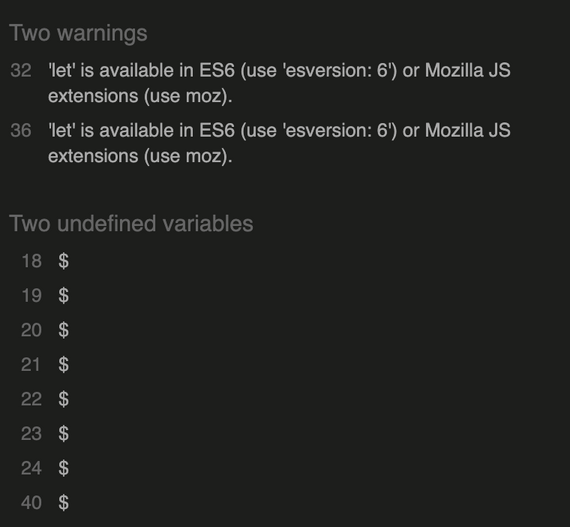 Two warnings
32 'let' is available in ES6 (use 'esversion: 6') or Mozilla JS
extensions (use moz).
36 'let' is available in ES6 (use 'esversion: 6') or Mozilla JS
extensions (use moz).
Two undefined variables
18 $
19 $
20 $
21 $
22 $
23 $
24 $
40 $